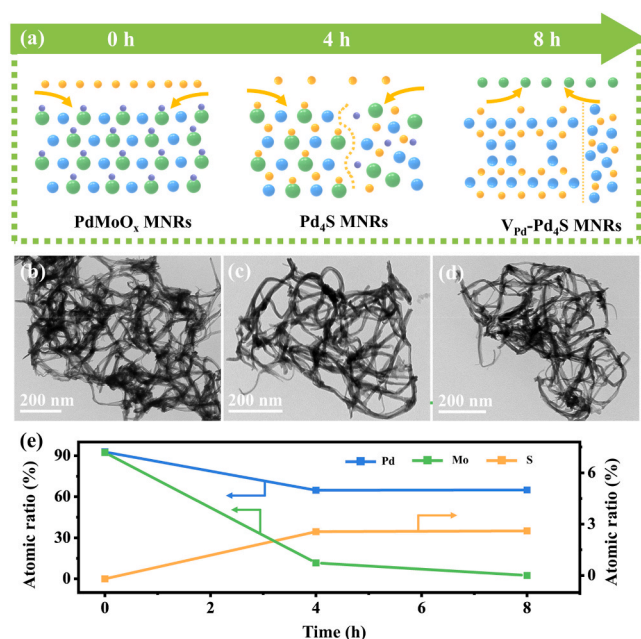 (a) 0 h 4 h 8 h
PdMoOₓ MNRs Pd₄S MNRs V_Pd-Pd₄S MNRs
(b) (c) (d)
200 nm 200 nm 200 nm
(e)
Pd Mo S
Atomic ratio (%)
90
60
30
0
6
3
0
Atomic ratio (%)
0 2 4 6 8
Time (h)